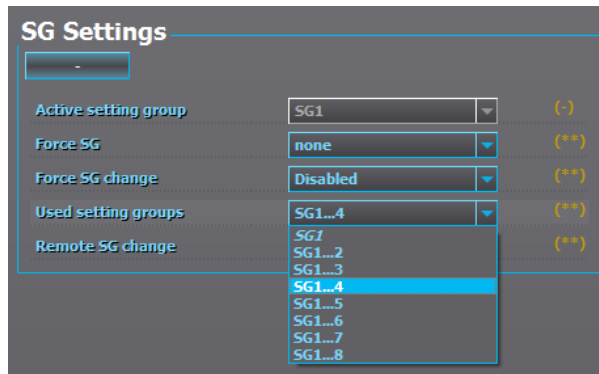 SG Settings
-
Active setting group SG1 (-)
Force SG none (**)
Force SG change Disabled (**)
Used setting groups SG1...4 (**)
Remote SG change (**)
SG1
SG1...2
SG1...3
SG1...4
SG1...5
SG1...6
SG1...7
SG1...8